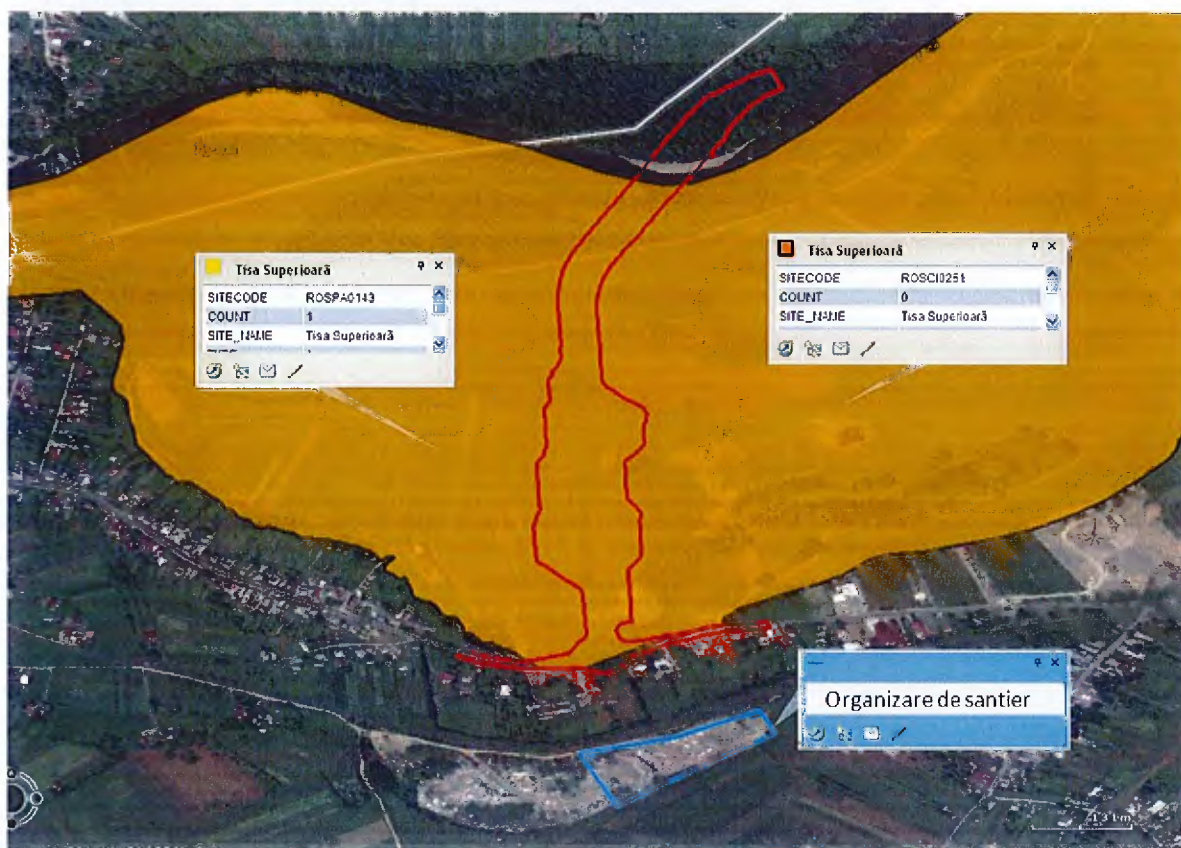 Tisa Superioară
SITECODE ROSPA0143
COUNT 1
SITE_NAME Tisa Superioară
Tisa Superioară
SITECODE ROSCI0251
COUNT 0
SITE_NAME Tisa Superioară
Organizare de santier